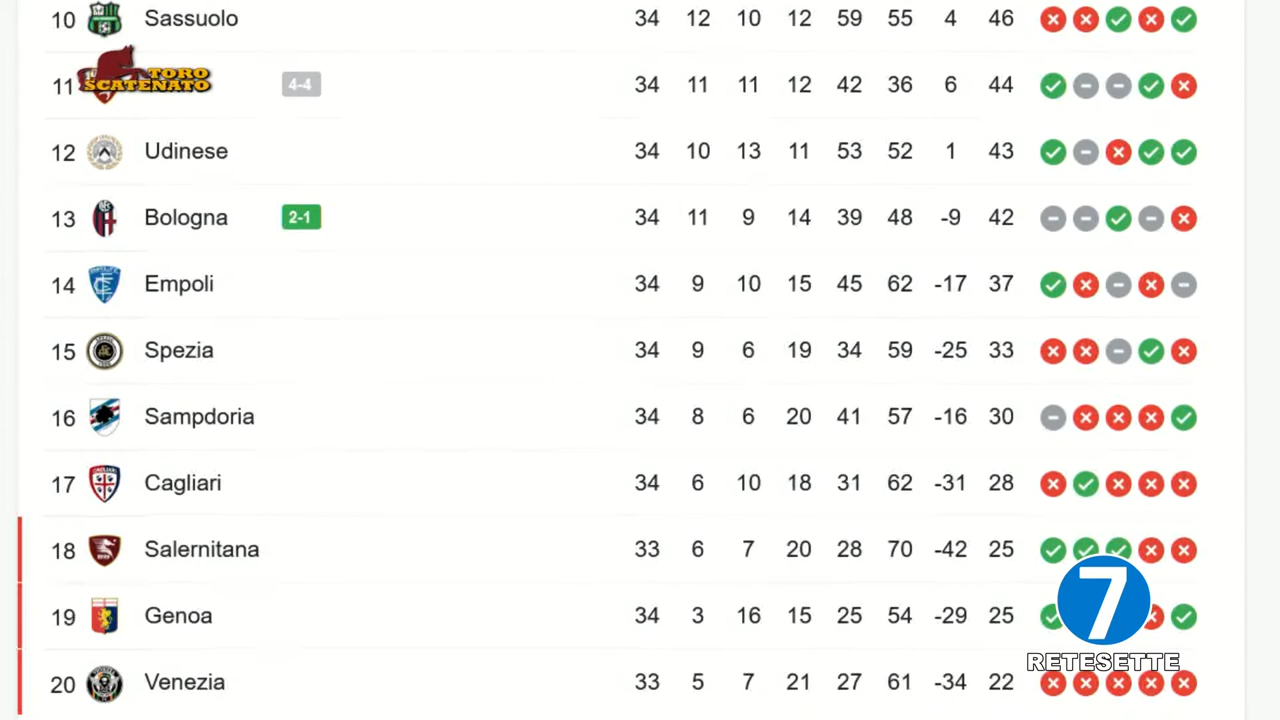 10 Sassuolo 34 12 10 12 59 55 4 46
11 TORO SCATENATO 4-4 34 11 11 12 42 36 6 44
12 Udinese 34 10 13 11 53 52 1 43
13 Bologna 2-1 34 11 9 14 39 48 -9 42
14 Empoli 34 9 10 15 45 62 -17 37
15 Spezia 34 9 6 19 34 59 -25 33
16 Sampdoria 34 8 6 20 41 57 -16 30
17 Cagliari 34 6 10 18 31 62 -31 28
18 Salernitana 33 6 7 20 28 70 -42 25
19 Genoa 34 3 16 15 25 54 -29 25
7
RETESETTE
20 Venezia 33 5 7 21 27 61 -34 22